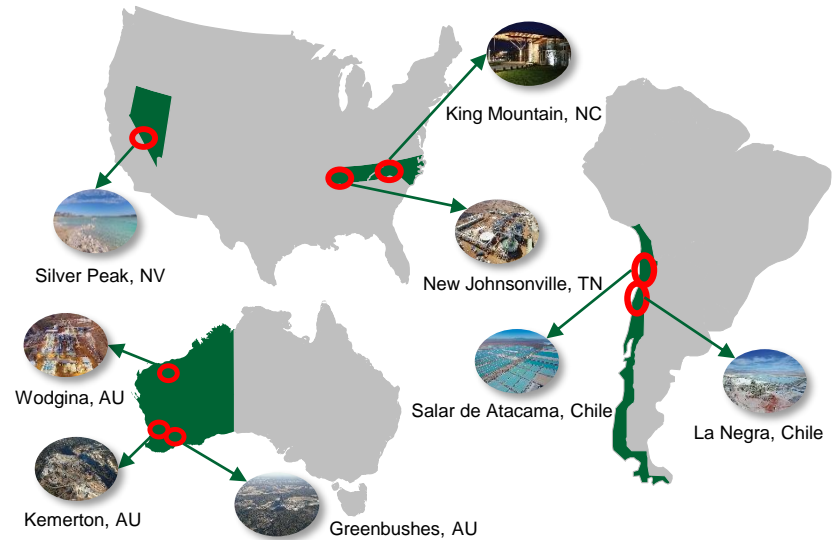 King Mountain, NC
Silver Peak, NV
New Johnsonville, TN
Wodgina, AU
Salar de Atacama, Chile
La Negra, Chile
Kemerton, AU
Greenbushes, AU